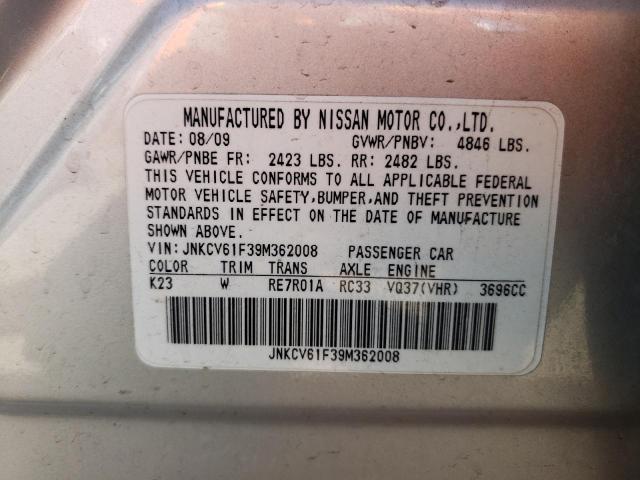 MANUFACTURED BY NISSAN MOTOR CO.,LTD.
DATE: 08/09 GVWR/PNBV: 4846 LBS.
GAWR/PNBE FR: 2423 LBS. RR: 2482 LBS.
THIS VEHICLE CONFORMS TO ALL APPLICABLE FEDERAL
MOTOR VEHICLE SAFETY,BUMPER,AND THEFT PREVENTION
STANDARDS IN EFFECT ON THE DATE OF MANUFACTURE
SHOWN ABOVE.
VIN:JNKCV61F39M362008 PASSENGER CAR
COLOR TRIM TRANS AXLE ENGINE
K23 W RE7R01A RC33 VQ37(VHR) 3696CC
JNKCV61F39M362008